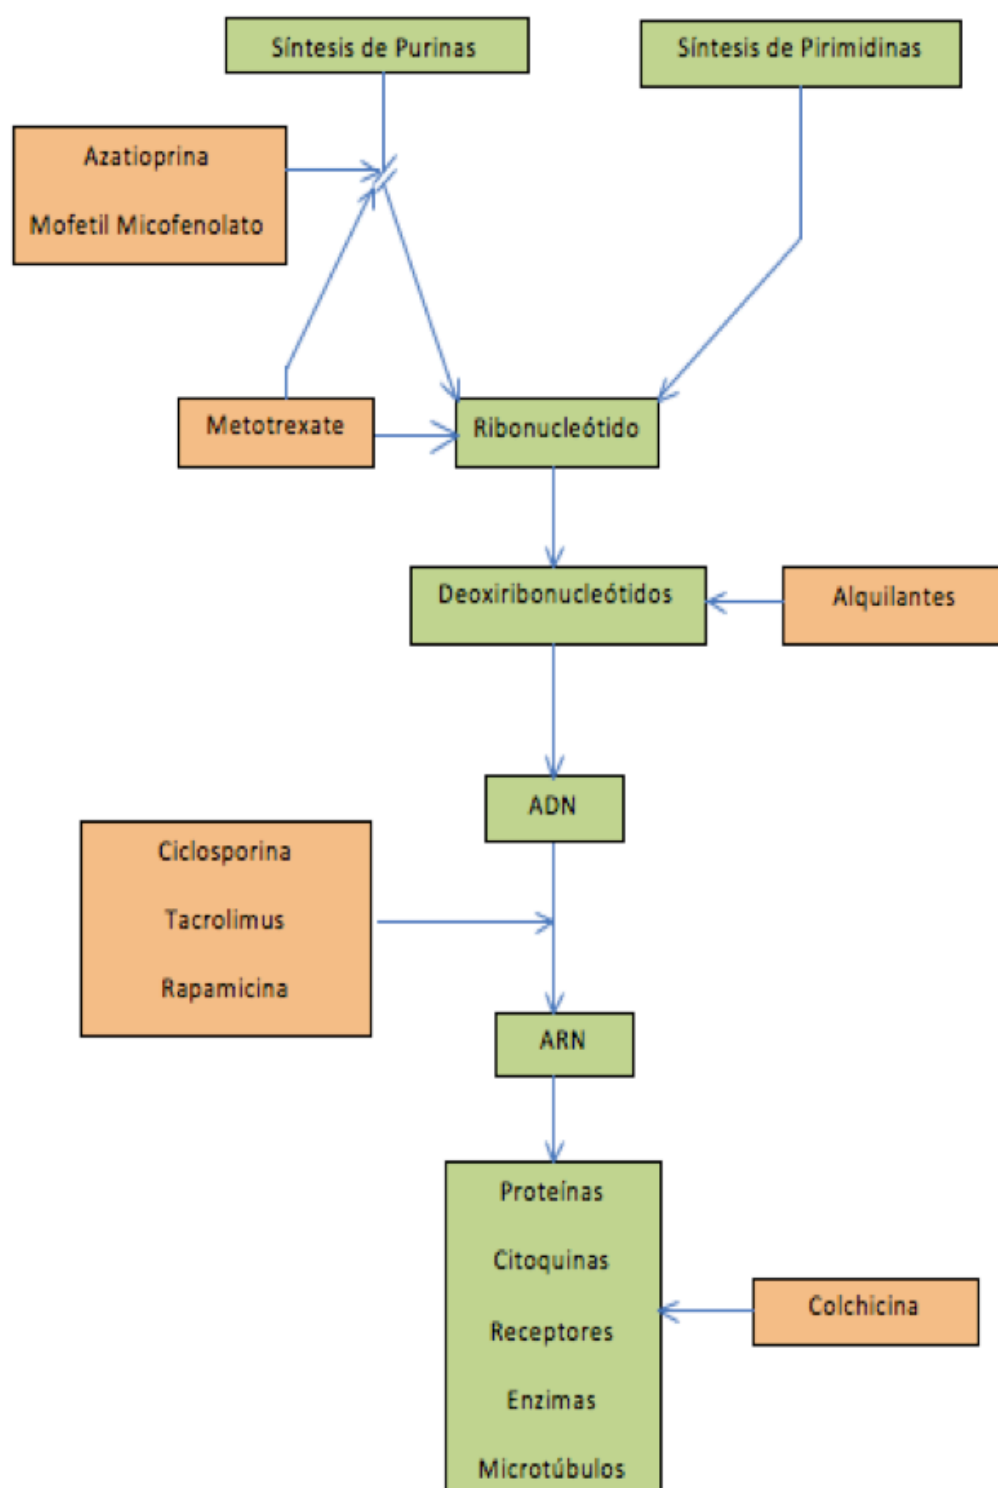 Síntesis de Purinas
Síntesis de Pirimidinas
Azatioprina
Mofetil Micofenolato
Metotrexate
Ribonucleótido
Deoxiribonucleótidos
Alquilantes
ADN
Ciclosporina
Tacrolimus
Rapamicina
ARN
Proteínas
Citoquinas
Receptores
Enzimas
Microtúbulos
Colchicina